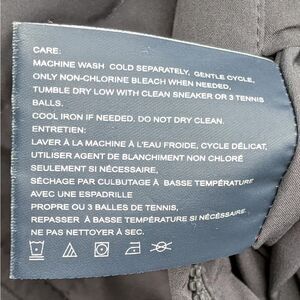 CARE:
MACHINE WASH COLD SEPARATELY, GENTLE CYCLE,
ONLY NON-CHLORINE BLEACH WHEN NEEDED,
TUMBLE DRY LOW WITH CLEAN SNEAKER OR 3 TENNIS
BALLS.
COOL IRON IF NEEDED. DO NOT DRY CLEAN.
ENTRETIEN:
LAVER À LA MACHINE À L'EAU FROIDE, CYCLE DÉLICAT,
UTILISER AGENT DE BLANCHIMENT NON CHLORÉ
SEULEMENT SI NÉCESSAIRE,
SÉCHAGE PAR CULBUTAGE À BASSE TEMPÉRATURE
AVEC UNE ESPADRILLE
PROPRE OU 3 BALLES DE TENNIS,
REPASSER À BASSE TEMPÉRATURE SI NÉCESSAIRE,
NE PAS NETTOYER À SEC.